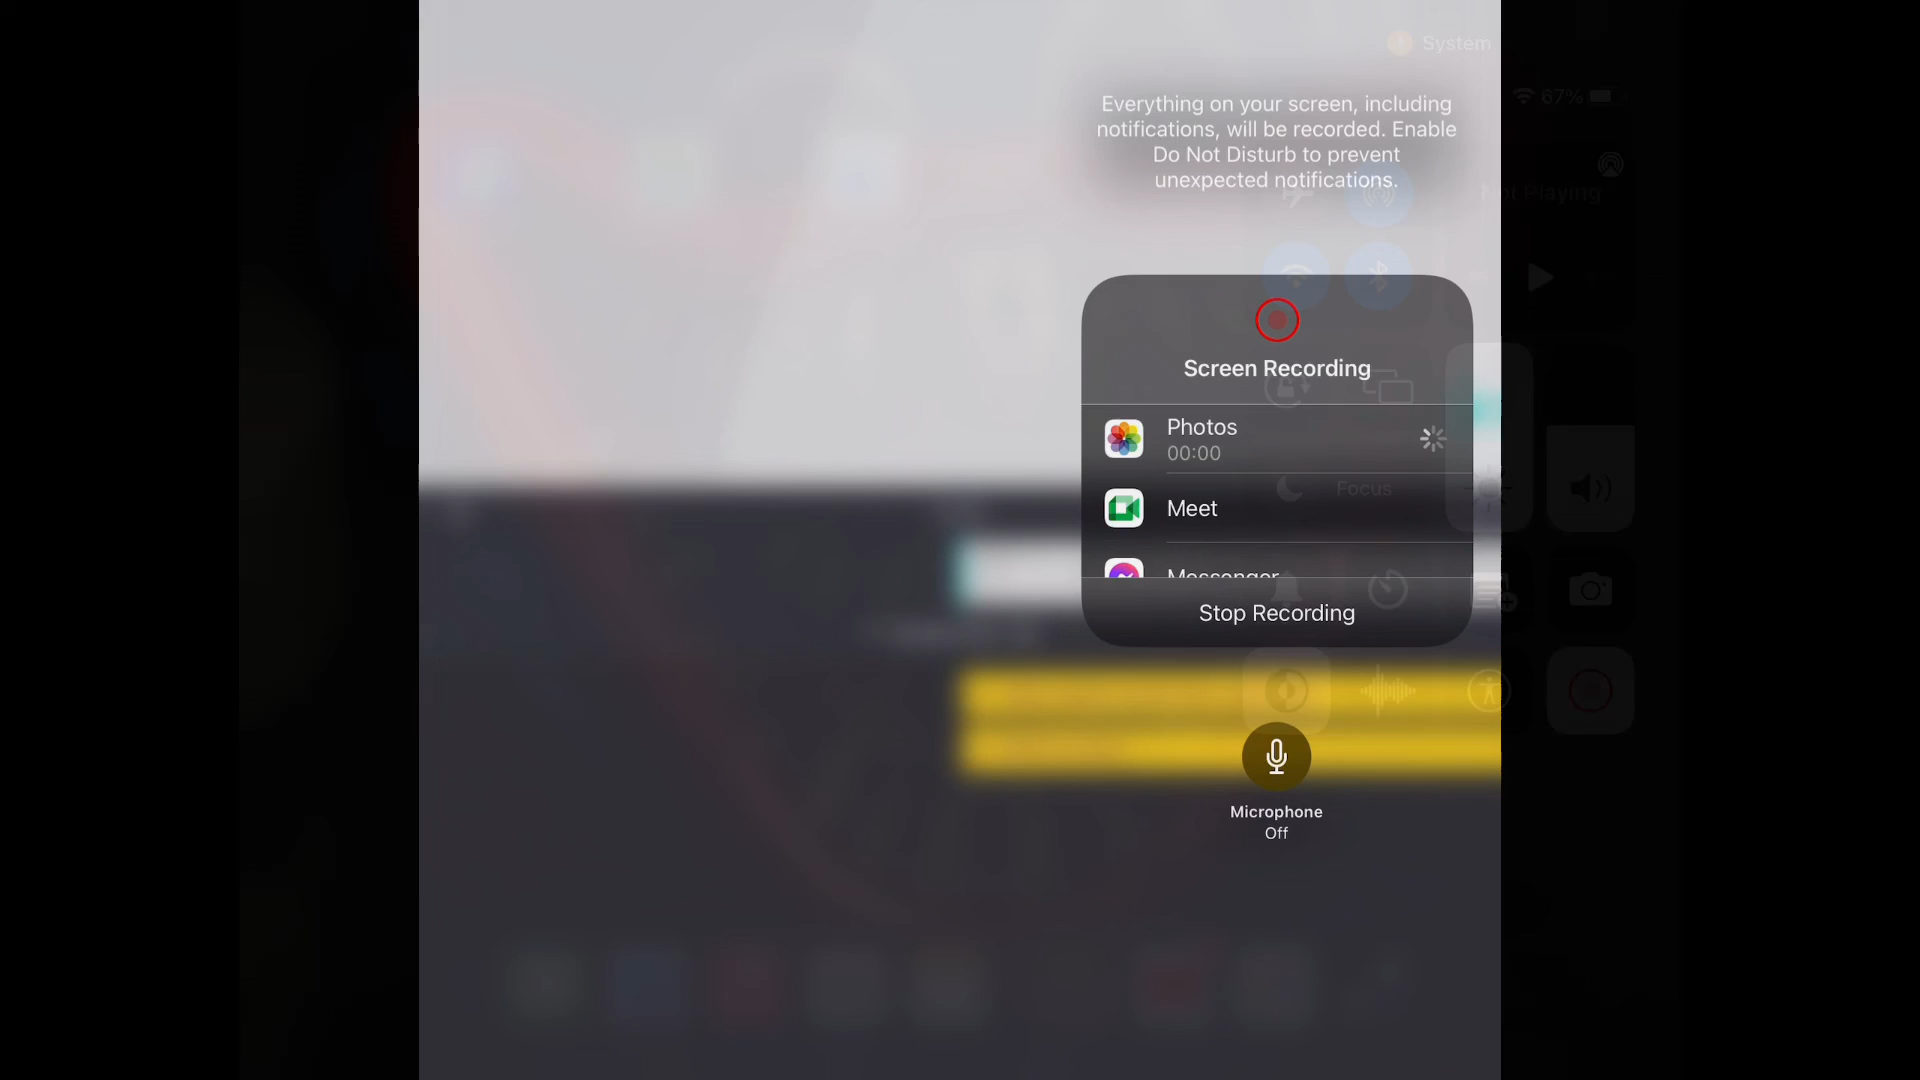 System
67%
Everything on your screen, including
notifications, will be recorded. Enable
Do Not Disturb to prevent
unexpected notifications.
Not Playing
Screen Recording
Photos
00:00
Focus
Meet
Messenger
Stop Recording
Microphone
Off